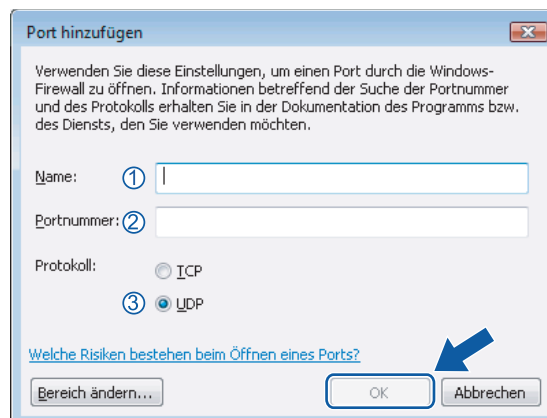 Port hinzufügen
Verwenden Sie diese Einstellungen, um einen Port durch die Windows-
Firewall zu öffnen. Informationen betreffend der Suche der Portnummer
und des Protokolls erhalten Sie in der Dokumentation des Programms bzw.
des Diensts, den Sie verwenden möchten.
Name: ①
Portnummer: ②
Protokoll: TCP
③ UDP
Welche Risiken bestehen beim Öffnen eines Ports?
Bereich ändern... OK Abbrechen